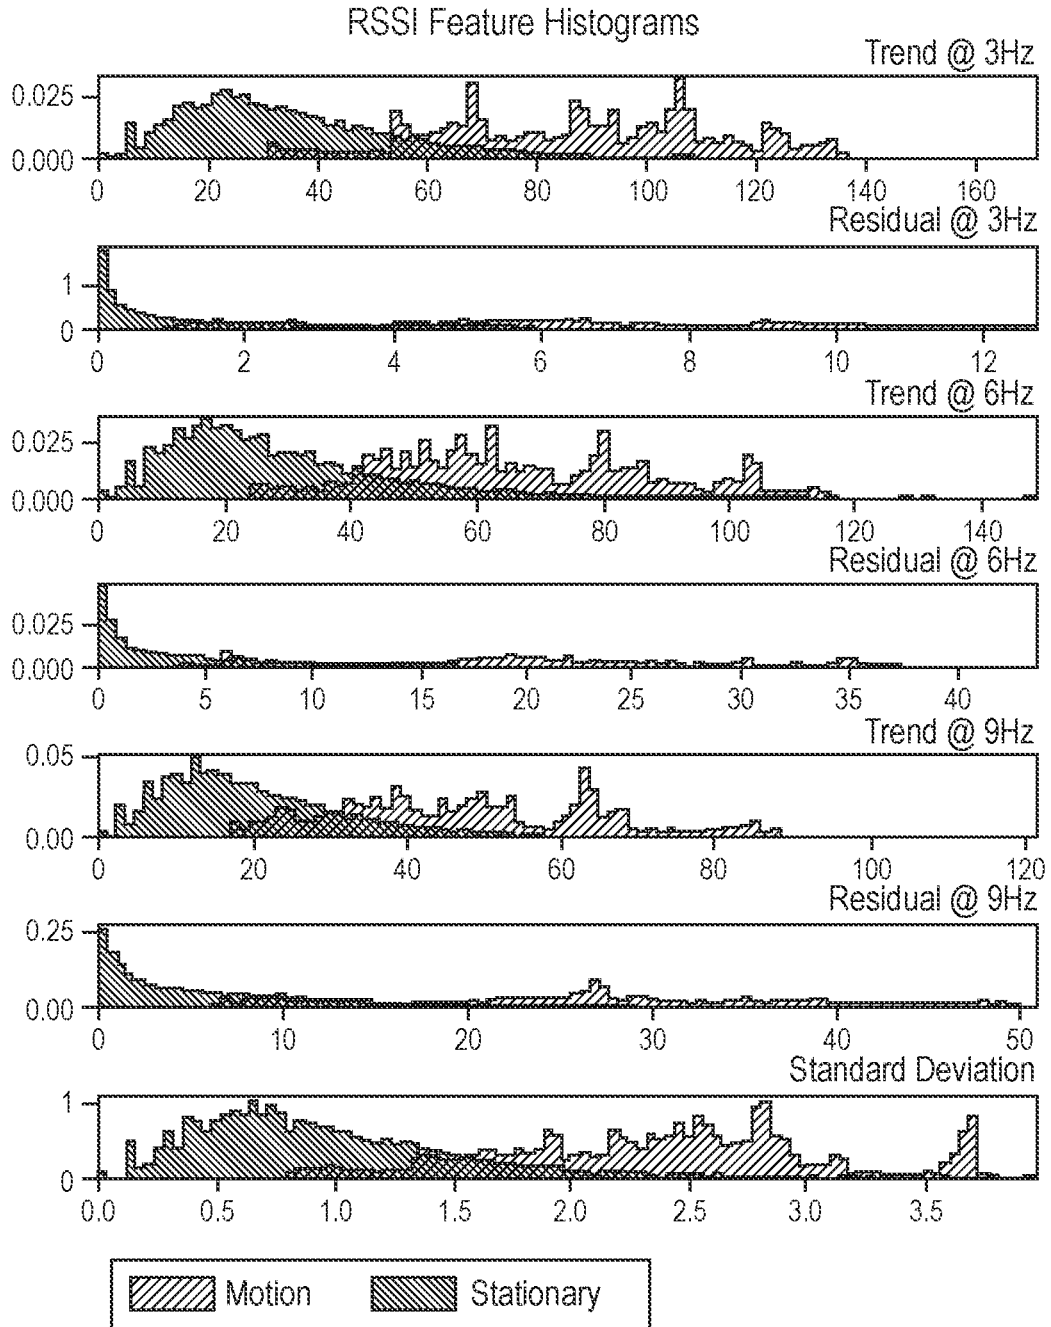 RSSI Feature Histograms
Trend @ 3Hz
0.025
0.000
0 20 40 60 80 100 120 140 160
Residual @ 3Hz
1
0
0 2 4 6 8 10 12
Trend @ 6Hz
0.025
0.000
0 20 40 60 80 100 120 140
Residual @ 6Hz
0.025
0.000
0 5 10 15 20 25 30 35 40
Trend @ 9Hz
0.05
0.00
0 20 40 60 80 100 120
Residual @ 9Hz
0.25
0.00
0 10 20 30 40 50
Standard Deviation
1
0
0.0 0.5 1.0 1.5 2.0 2.5 3.0 3.5
Motion Stationary